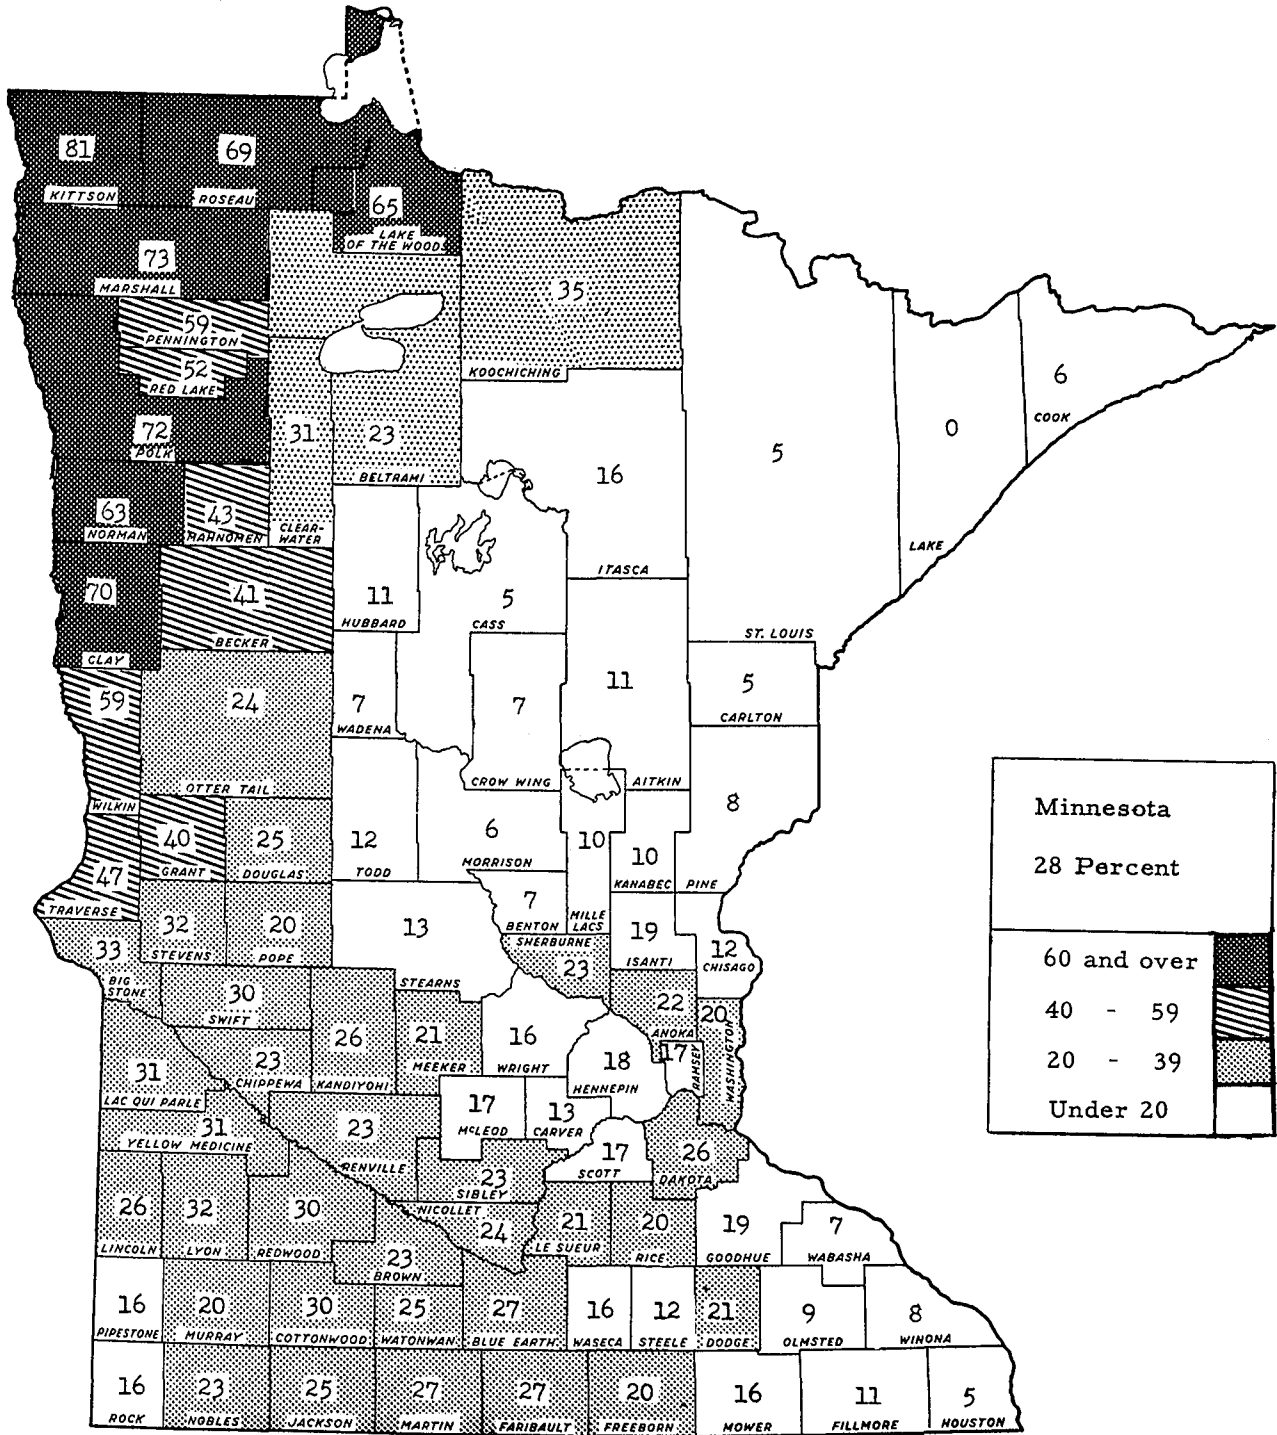 81
KITTSON
69
ROSEAU
65
LAKE
OF THE WOODS
73
MARSHALL
35
KOOCHICHING
59
PENNINGTON
52
RED LAKE
72
POLK
31
CLEAR-
WATER
23
BELTRAMI
5
ST. LOUIS
0
LAKE
6
COOK
16
ITASCA
63
NORMAN
43
MAHNOMEN
70
CLAY
41
BECKER
11
HUBBARD
5
CASS
59
WILKIN
24
OTTER TAIL
7
WADENA
7
CROW WING
11
AITKIN
5
CARLTON
47
TRAVERSE
40
GRANT
25
DOUGLAS
12
TODD
6
MORRISON
10
MILLE
LACS
10
KANABEC
8
PINE
33
BIG
STONE
32
STEVENS
20
POPE
13
STEARNS
7
BENTON
SHERBURNE
23
19
ISANTI
12
CHISAGO
30
SWIFT
26
KANDIYOHI
21
MEEKER
16
WRIGHT
22
ANOKA
20
WASHINGTON
17
RAMSEY
18
HENNEPIN
31
LAC QUI PARLE
23
CHIPPEWA
31
YELLOW MEDICINE
23
RENVILLE
17
McLEOD
13
CARVER
17
SCOTT
26
DAKOTA
23
SIBLEY
26
LINCOLN
32
LYON
30
REDWOOD
23
BROWN
NICOLLET
24
21
LE SUEUR
20
RICE
19
GOODHUE
7
WABASHA
16
PIPESTONE
20
MURRAY
30
COTTONWOOD
25
WATONWAN
27
BLUE EARTH
16
WASECA
12
STEELE
21
DODGE
9
OLMSTED
8
WINONA
16
ROCK
23
NOBLES
25
JACKSON
27
MARTIN
27
FARIBAULT
20
FREEBORN
16
MOWER
11
FILLMORE
5
HOUSTON
Minnesota
28 Percent
60 and over
40 - 59
20 - 39
Under 20